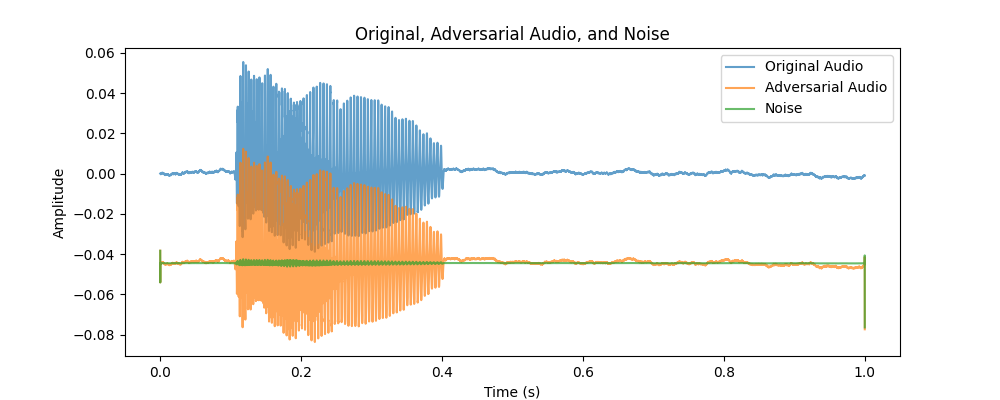 Original, Adversarial Audio, and Noise
Original Audio
Adversarial Audio
Noise
Amplitude
0.06
0.04
0.02
0.00
−0.02
−0.04
−0.06
−0.08
0.0 0.2 0.4 0.6 0.8 1.0
Time (s)